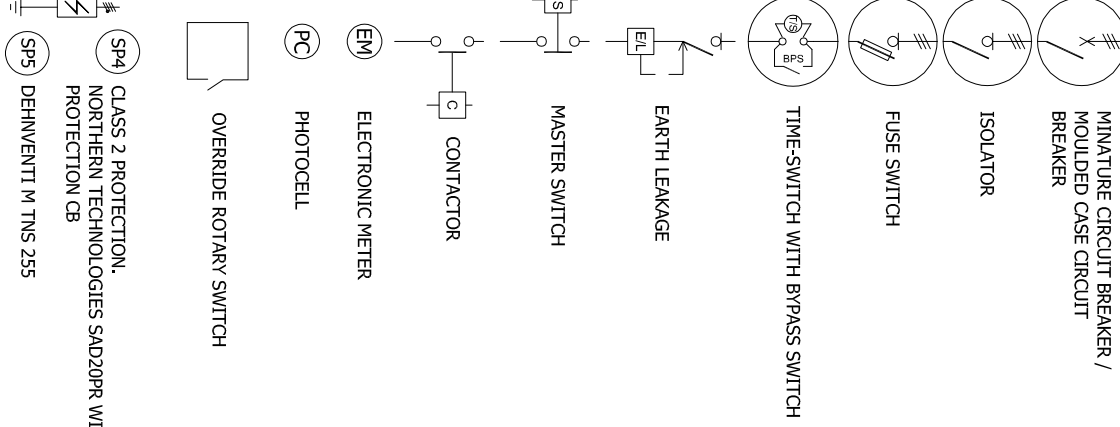 MINATURE CIRCUIT BREAKER /
MOULDED CASE CIRCUIT
BREAKER
ISOLATOR
FUSE SWITCH
T/S
BPS
TIME-SWITCH WITH BYPASS SWITCH
E/L
EARTH LEAKAGE
S
MASTER SWITCH
C
CONTACTOR
EM
ELECTRONIC METER
PC
PHOTOCELL
OVERRIDE ROTARY SWITCH
SP4 CLASS 2 PROTECTION.
NORTHERN TECHNOLOGIES SAD20PR WI
PROTECTION CB
SP5 DEHNVENTI M TNS 255